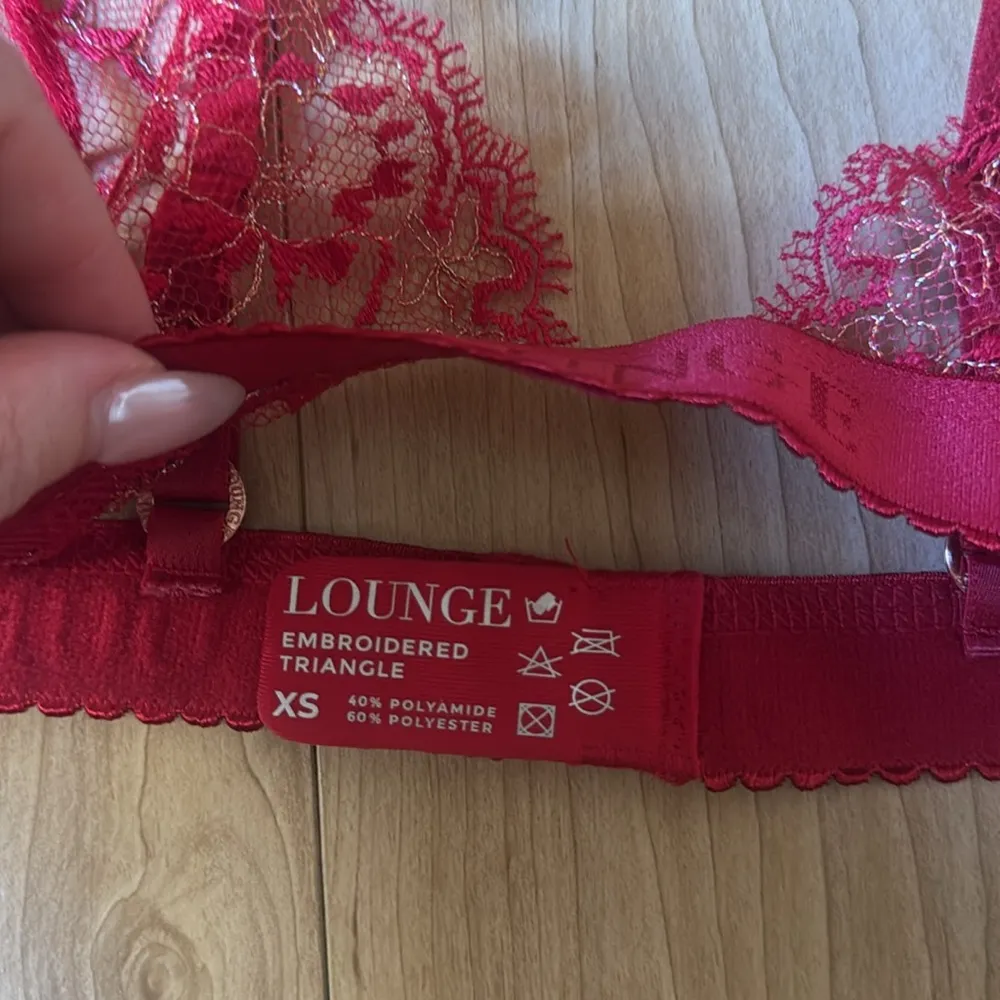 LOUNGE
EMBROIDERED
TRIANGLE
XS
40% POLYAMIDE
60% POLYESTER